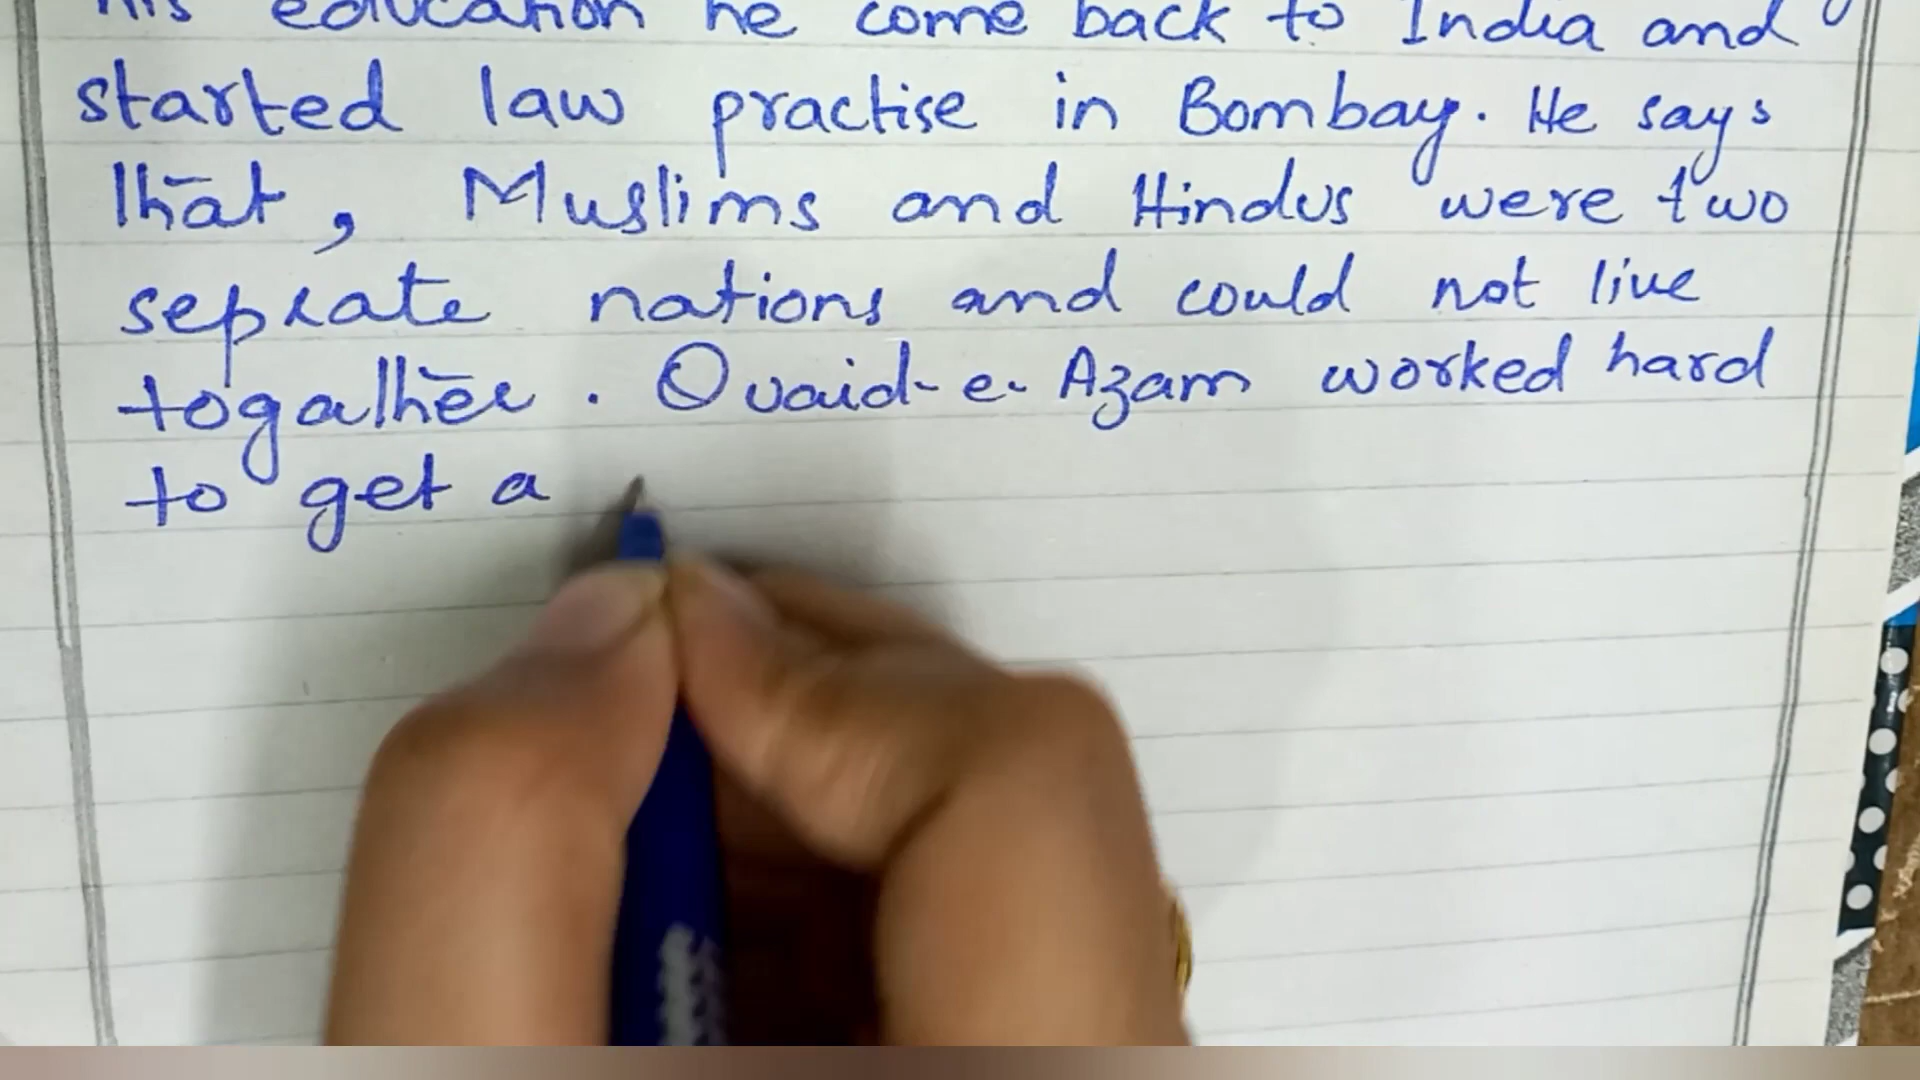 his education he come back to India and
started law practise in Bombay. He says
that, Muslims and Hindus were two
seprate nations and could not live
togather. Quaid-e-Azam worked hard
to get a